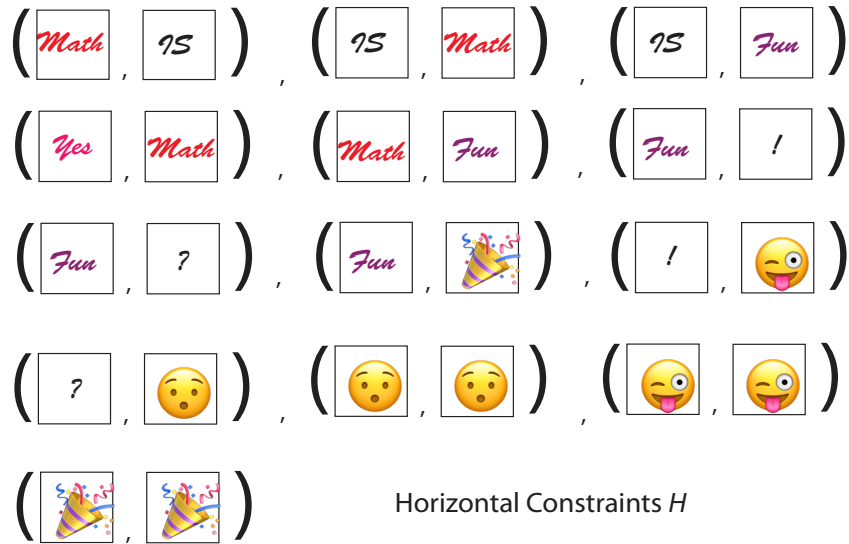 ( Math , IS ) , ( IS , Math ) , ( IS , Fun )
( Yes , Math ) , ( Math , Fun ) , ( Fun , ! )
( Fun , ? ) , ( Fun , 🎉 ) , ( ! , 😜 )
( ? , 😯 ) , ( 😯 , 😯 ) , ( 😜 , 😜 )
( 🎉 , 🎉 ) Horizontal Constraints H